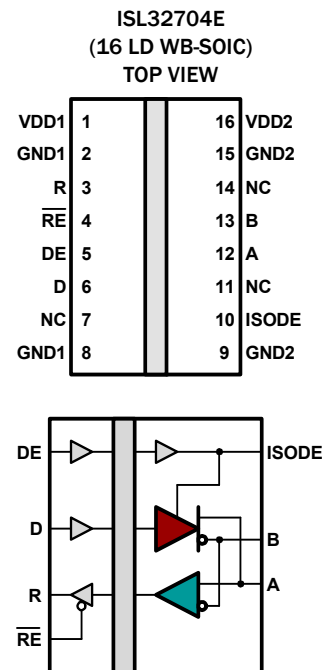 ISL32704E
(16 LD WB-SOIC)
TOP VIEW
VDD1 1 16 VDD2
GND1 2 15 GND2
R 3 14 NC
RE 4 13 B
DE 5 12 A
D 6 11 NC
NC 7 10 ISODE
GND1 8 9 GND2
DE ISODE
D
B
R A
RE